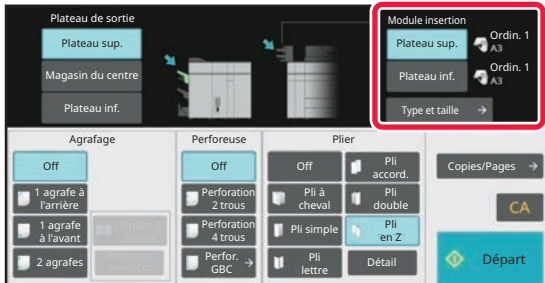 Plateau de sortie
Plateau sup.
Magasin du centre
Plateau inf.
Module insertion
Plateau sup.
Ordin. 1
A3
Plateau inf.
Ordin. 1
A3
Type et taille
Agrafage
Off
1 agrafe à
l'arrière
1 agrafe
à l'avant
2 agrafes
Piqûre à
cheval
Réglages
Perforeuse
Off
Perforation
2 trous
Perforation
4 trous
Perfor.
GBC
Plier
Off
Pli
accord.
Pli à
cheval
Pli
double
Pli simple
Pli
en Z
Pli
lettre
Détail
Copies/Pages
CA
Départ